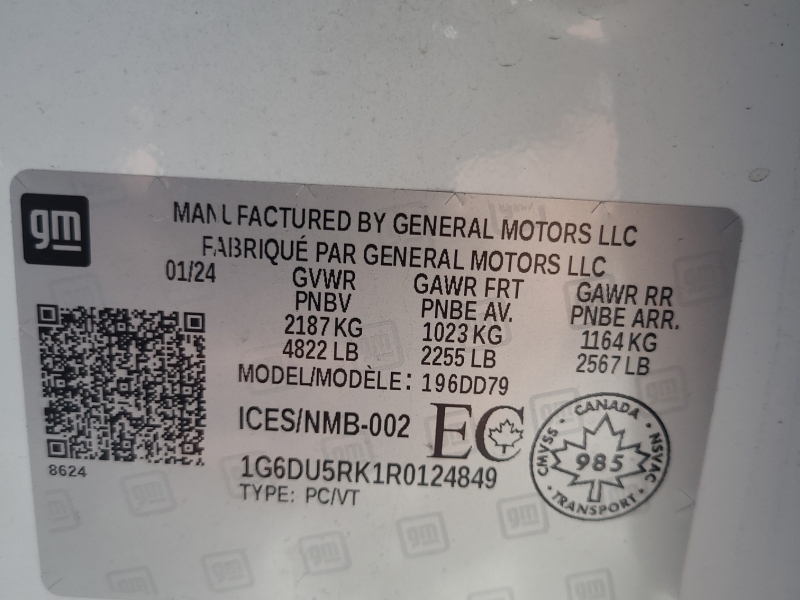 gm
MANUFACTURED BY GENERAL MOTORS LLC
FABRIQUÉ PAR GENERAL MOTORS LLC
01/24
GVWR GAWR FRT GAWR RR
PNBV PNBE AV. PNBE ARR.
2187 KG 1023 KG 1164 KG
4822 LB 2255 LB 2567 LB
MODEL/MODÈLE: 196DD79
ICES/NMB-002 EC
8624
1G6DU5RK1R0124849
TYPE: PC/VT
CANADA
CMVSS 985 NSVAC
TRANSPORT